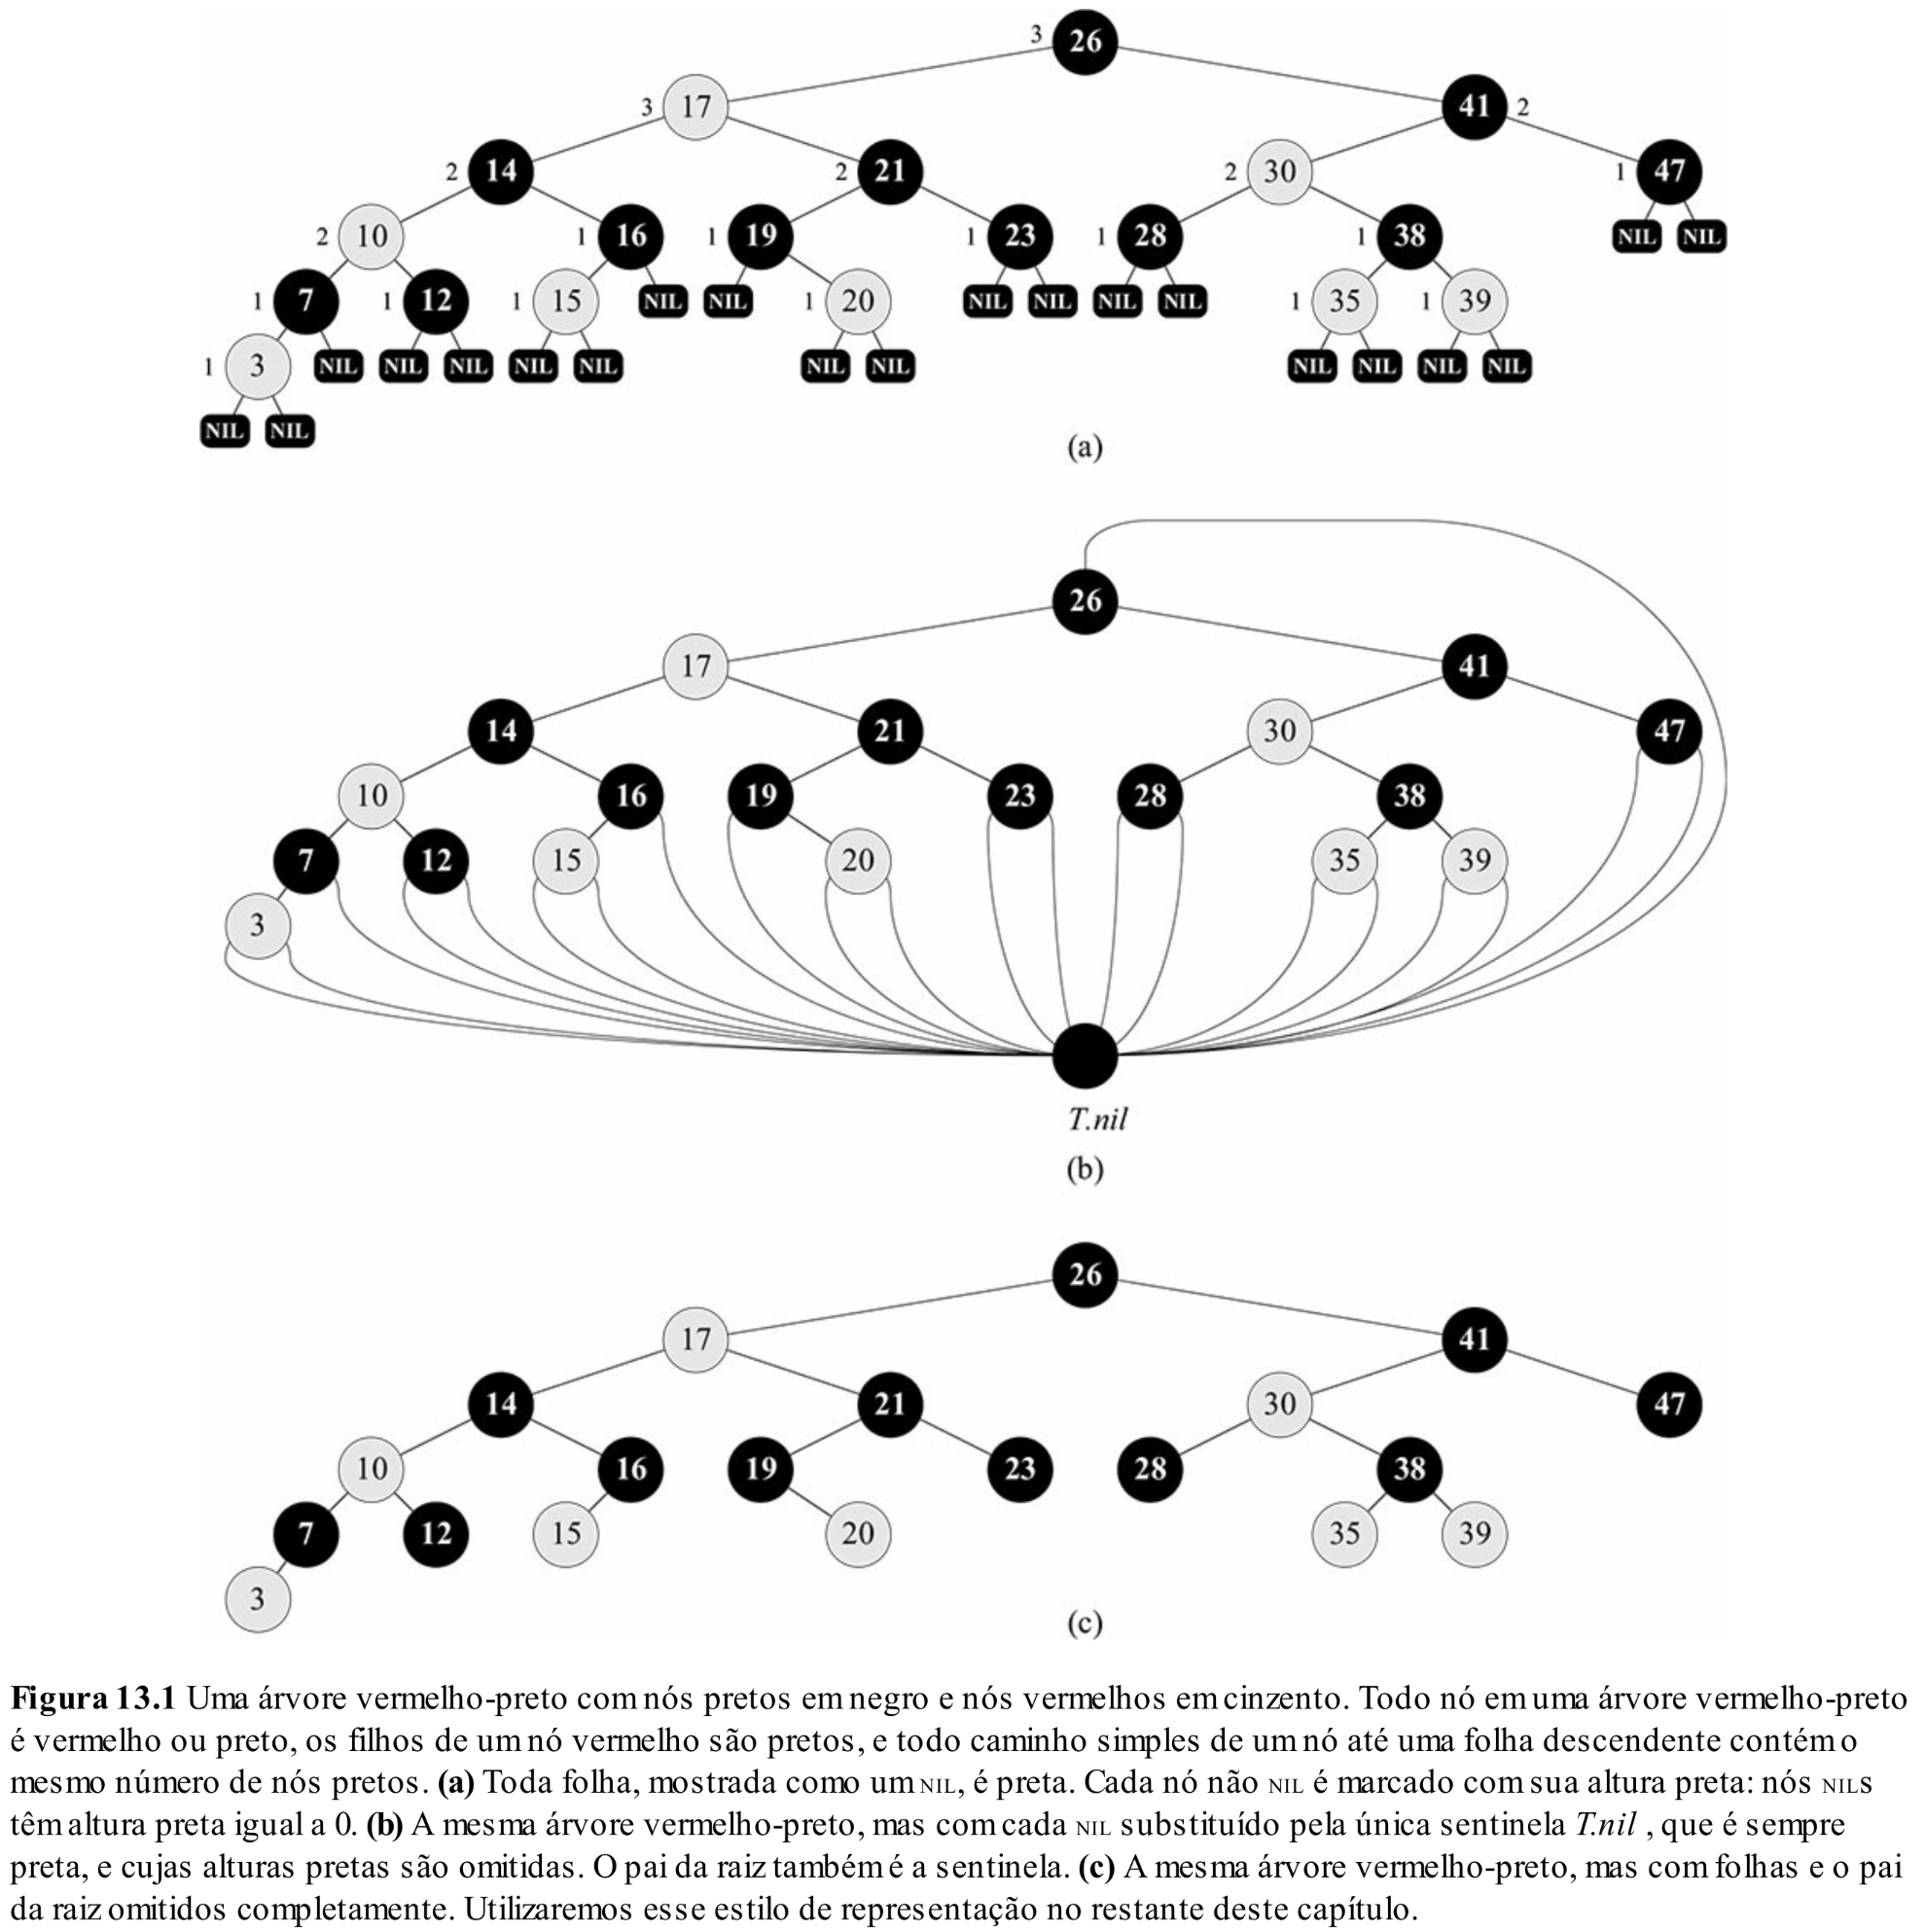 3 26
3 17 41 2
2 14 2 21 2 30 1 47
2 10 1 16 1 19 1 23 1 28 1 38 NIL NIL
1 7 1 12 1 15 NIL NIL 1 20 NIL NIL NIL NIL 1 35 1 39
1 3 NIL NIL NIL NIL NIL NIL NIL NIL NIL NIL NIL
NIL NIL
(a)
26
17 41
14 21 30 47
10 16 19 23 28 38
7 12 15 20 35 39
3
T.nil
(b)
26
17 41
14 21 30 47
10 16 19 23 28 38
7 12 15 20 35 39
3
(c)
Figura 13.1 Uma árvore vermelho-preto com nós pretos em negro e nós vermelhos em cinzento. Todo nó em uma árvore vermelho-preto
é vermelho ou preto, os filhos de um nó vermelho são pretos, e todo caminho simples de um nó até uma folha descendente contém o
mesmo número de nós pretos. (a) Toda folha, mostrada como um NIL, é preta. Cada nó não NIL é marcado com sua altura preta: nós NILS
têm altura preta igual a 0. (b) A mesma árvore vermelho-preto, mas com cada NIL substituído pela única sentinela T.nil , que é sempre
preta, e cujas alturas pretas são omitidas. O pai da raiz também é a sentinela. (c) A mesma árvore vermelho-preto, mas com folhas e o pai
da raiz omitidos completamente. Utilizaremos esse estilo de representação no restante deste capítulo.